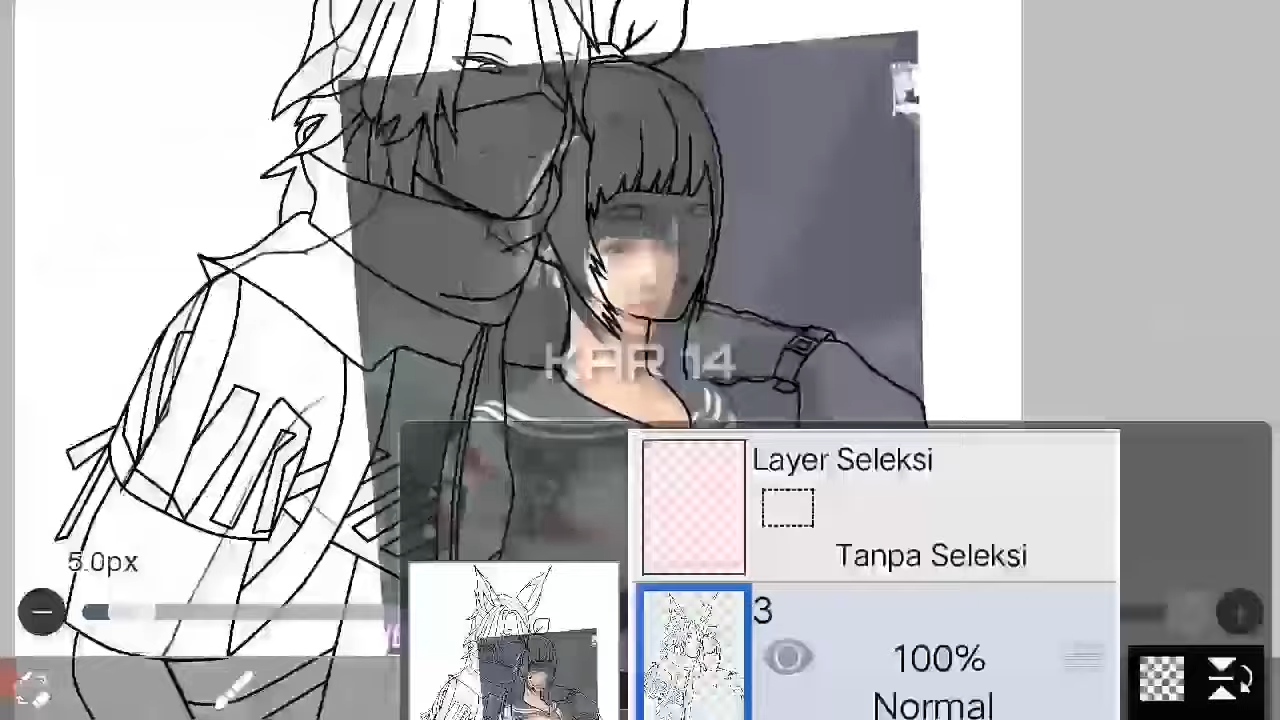 KAR 14
Layer Seleksi
Tanpa Seleksi
5.0px
3
100%
Normal